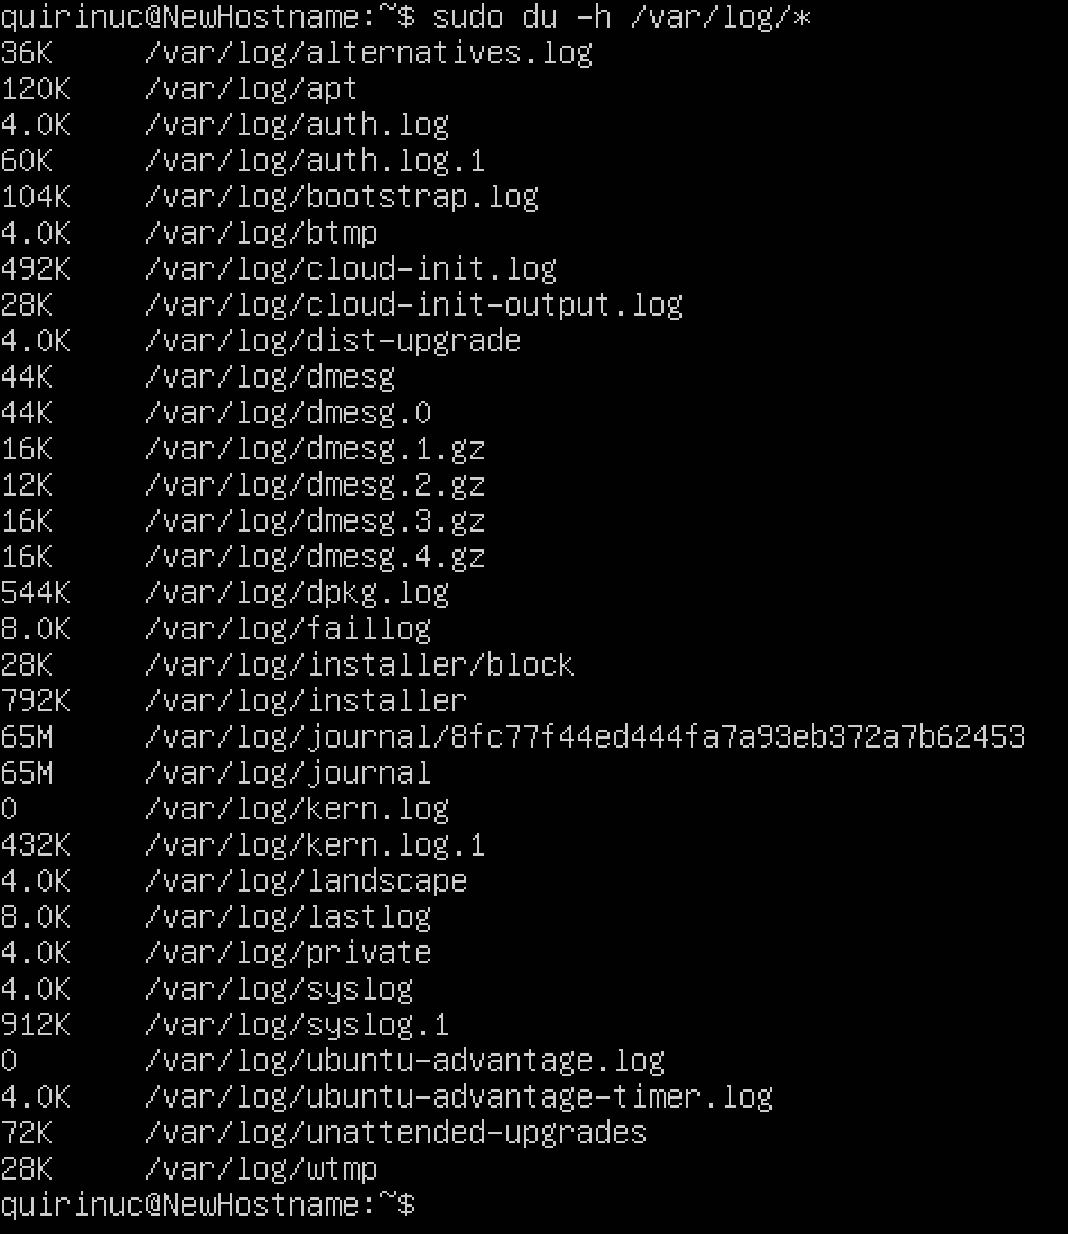 quirinuc@NewHostname:~$ sudo du -h /var/log/*
36K /var/log/alternatives.log
120K /var/log/apt
4.0K /var/log/auth.log
60K /var/log/auth.log.1
104K /var/log/bootstrap.log
4.0K /var/log/btmp
492K /var/log/cloud-init.log
28K /var/log/cloud-init-output.log
4.0K /var/log/dist-upgrade
44K /var/log/dmesg
44K /var/log/dmesg.0
16K /var/log/dmesg.1.gz
12K /var/log/dmesg.2.gz
16K /var/log/dmesg.3.gz
16K /var/log/dmesg.4.gz
544K /var/log/dpkg.log
8.0K /var/log/faillog
28K /var/log/installer/block
792K /var/log/installer
65M /var/log/journal/8fc77f44ed444fa7a93eb372a7b62453
65M /var/log/journal
0 /var/log/kern.log
432K /var/log/kern.log.1
4.0K /var/log/landscape
8.0K /var/log/lastlog
4.0K /var/log/private
4.0K /var/log/syslog
912K /var/log/syslog.1
0 /var/log/ubuntu-advantage.log
4.0K /var/log/ubuntu-advantage-timer.log
72K /var/log/unattended-upgrades
28K /var/log/wtmp
quirinuc@NewHostname:~$